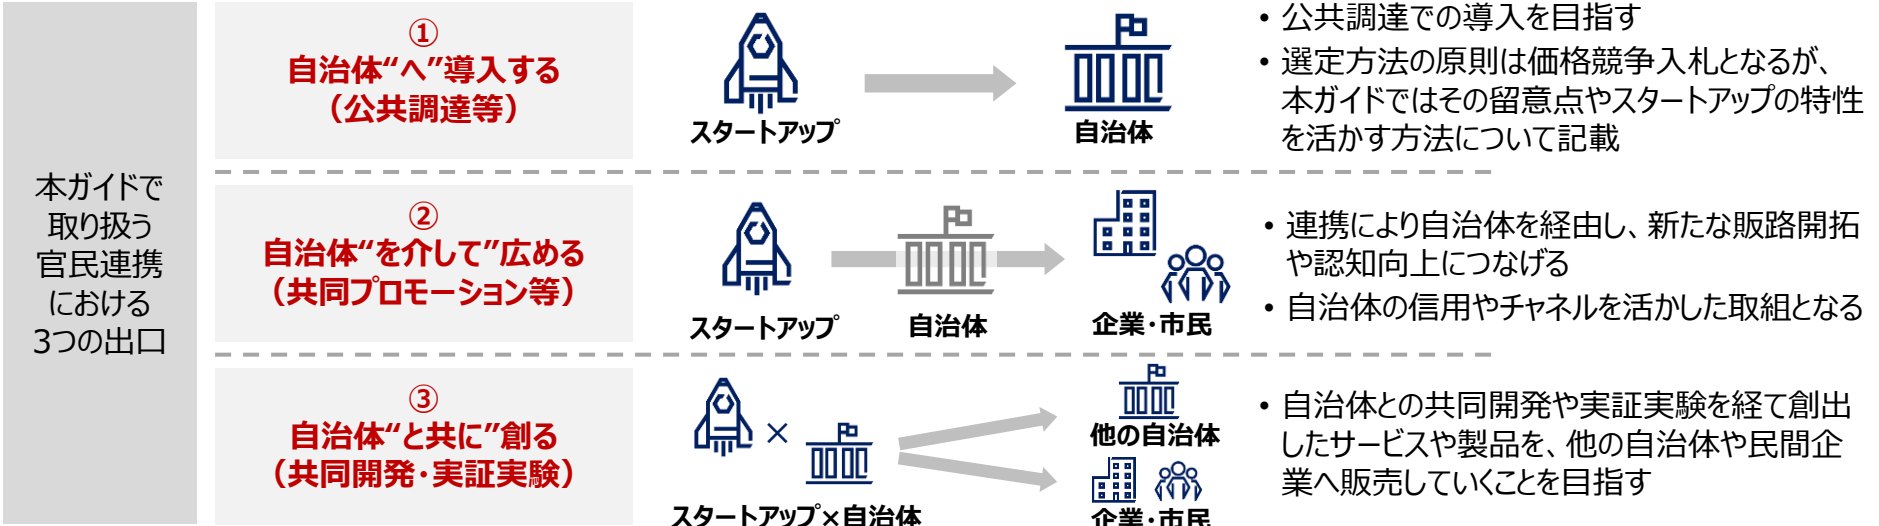 本ガイドで
取り扱う
官民連携
における
3つの出口
①
自治体“へ”導入する
（公共調達等）
スタートアップ
自治体
• 公共調達での導入を目指す
• 選定方法の原則は価格競争入札となるが、
本ガイドではその留意点やスタートアップの特性
を活かす方法について記載
②
自治体“を介して”広める
（共同プロモーション等）
スタートアップ
自治体
企業・市民
• 連携により自治体を経由し、新たな販路開拓
や認知向上につなげる
• 自治体の信用やチャネルを活かした取組となる
③
自治体“と共に”創る
（共同開発・実証実験）
×
スタートアップ×自治体
他の自治体
企業・市民
• 自治体との共同開発や実証実験を経て創出
したサービスや製品を、他の自治体や民間企
業へ販売していくことを目指す